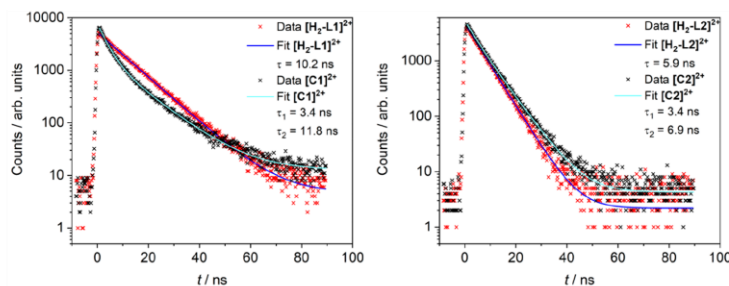 10000
1000
100
10
1
Counts / arb. units
0 20 40 60 80 100
t / ns
Data [H₂-L1]²⁺
Fit [H₂-L1]²⁺
τ = 10.2 ns
Data [C1]²⁺
Fit [C1]²⁺
τ₁ = 3.4 ns
τ₂ = 11.8 ns
1000
100
10
1
Counts / arb. units
0 20 40 60 80 100
t / ns
Data [H₂-L2]²⁺
Fit [H₂-L2]²⁺
τ = 5.9 ns
Data [C2]²⁺
Fit [C2]²⁺
τ₁ = 3.4 ns
τ₂ = 6.9 ns